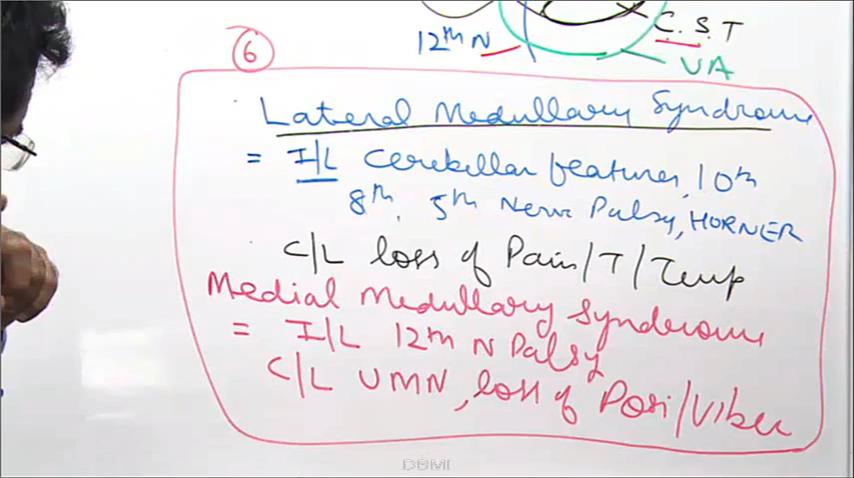 C.S.T
12th N
VA
6
Lateral Medullary Syndrome
= I/L Cerebellar features, 10th
8th, 5th Nerve Palsy, HORNER
C/L loss of Pain/T/Temp
Medial Medullary Syndrome
= I/L 12th N Palsy
C/L UMN, loss of Posi/Vibr